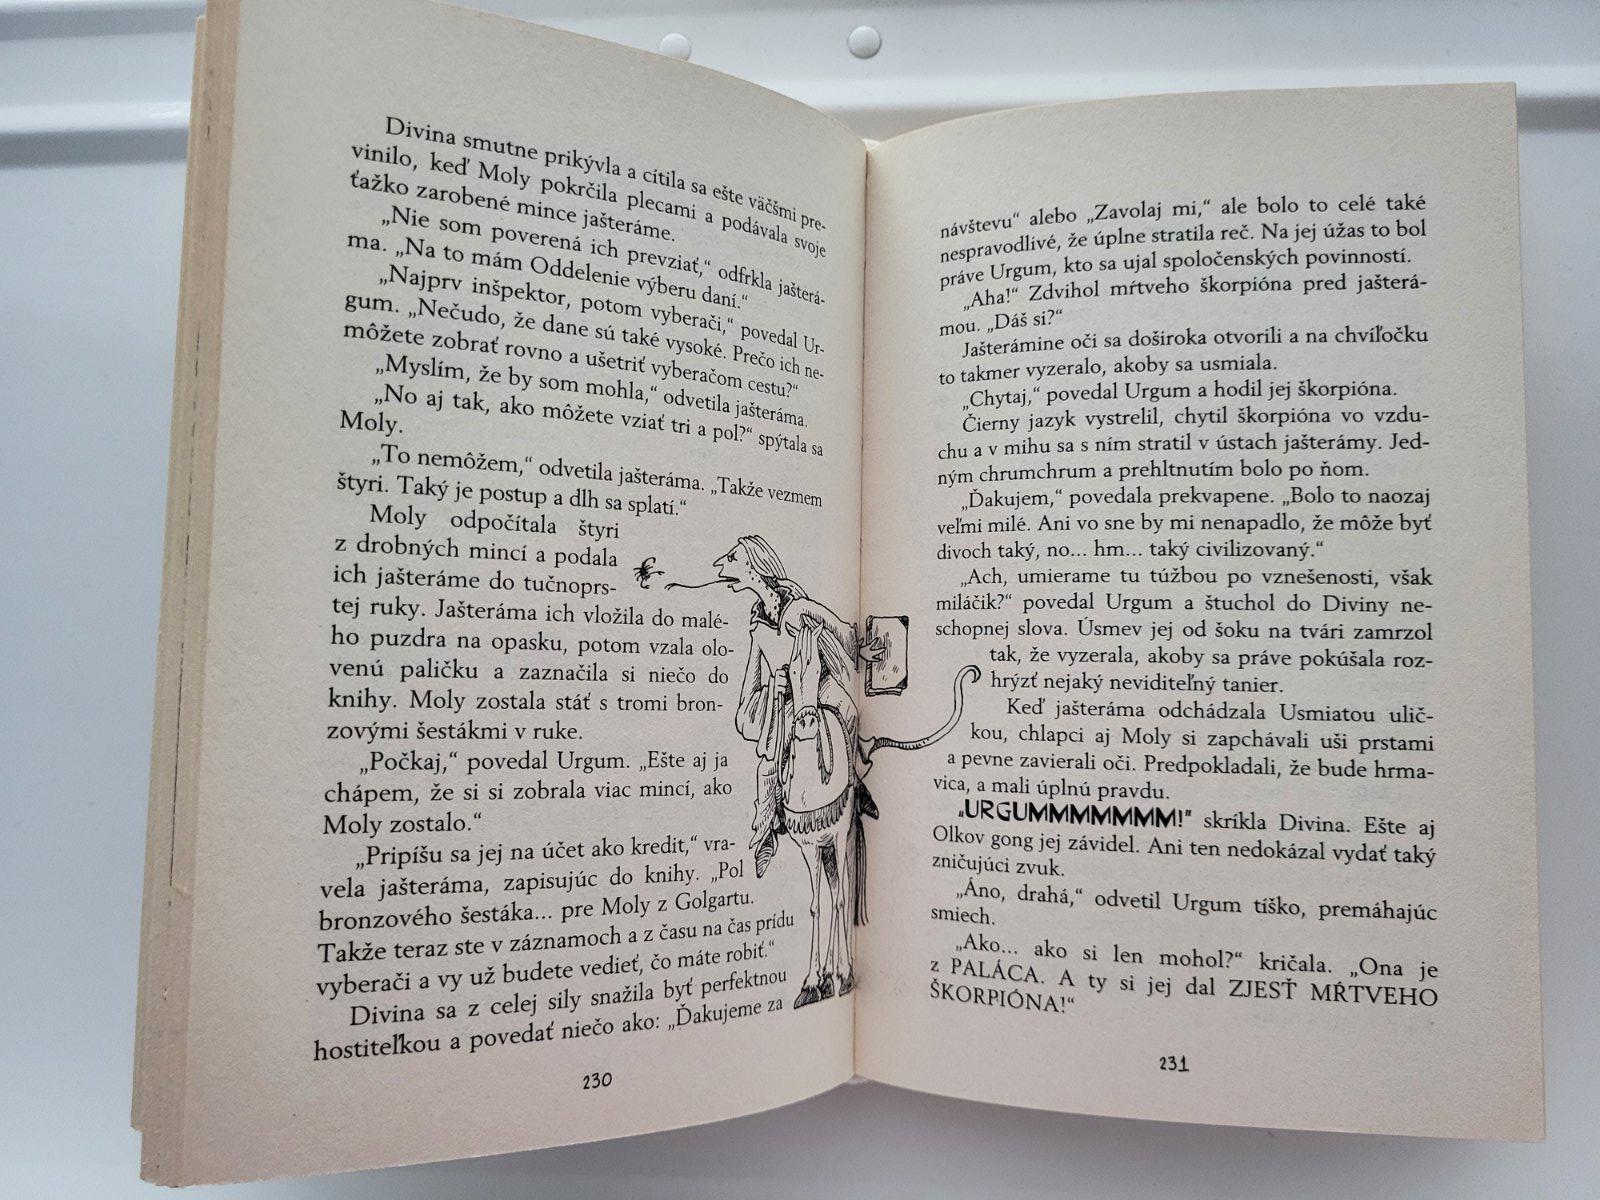 Divina smutne prikývla a cítila sa ešte väčšmi pre-
vinilo, keď Moly pokrčila plecami a podávala svoje
ťažko zarobené mince jašteráme.
„Nie som poverená ich prevziať,“ odfrkla jašterá-
ma. „Na to mám Oddelenie výberu daní.“
„Najprv inšpektor, potom vyberači,“ povedal Ur-
gum. „Nečudo, že dane sú také vysoké. Prečo ich ne-
môžete zobrať rovno a ušetriť vyberačom cestu?“
„Myslím, že by som mohla,“ odvetila jašteráma.
„No aj tak, ako môžete vziať tri a pol?“ spýtala sa
Moly.
„To nemôžem,“ odvetila jašteráma. „Takže vezmem
štyri. Taký je postup a dlh sa splatí.“
Moly odpočítala štyri
z drobných mincí a podala
ich jašteráme do tučnoprs-
tej ruky. Jašteráma ich vložila do malé-
ho puzdra na opasku, potom vzala olo-
venú paličku a zaznačila si niečo do
knihy. Moly zostala stáť s tromi bron-
zovými šestákmi v ruke.
„Počkaj,“ povedal Urgum. „Ešte aj ja
chápem, že si si zobrala viac mincí, ako
Moly zostalo.“
„Pripíšu sa jej na účet ako kredit,“ vra-
vela jašteráma, zapisujúc do knihy. „Pol
bronzového šestáka... pre Moly z Golgartu.
Takže teraz ste v záznamoch a z času na čas prídu
vyberači a vy už budete vedieť, čo máte robiť.“
Divina sa z celej sily snažila byť perfektnou
hostiteľkou a povedať niečo ako: „Ďakujeme za
230
návštevu“ alebo „Zavolaj mi,“ ale bolo to celé také
nespravodlivé, že úplne stratila reč. Na jej úžas to bol
práve Urgum, kto sa ujal spoločenských povinností.
„Aha!“ Zdvihol mŕtveho škorpióna pred jašterá-
mou. „Dáš si?“
Jašterámine oči sa doširoka otvorili a na chvíľočku
to takmer vyzeralo, akoby sa usmiala.
„Chytaj,“ povedal Urgum a hodil jej škorpióna.
Čierny jazyk vystrelil, chytil škorpióna vo vzdu-
chu a v mihu sa s ním stratil v ústach jašterámy. Jed-
ným chrumchrum a prehltnutím bolo po ňom.
„Ďakujem,“ povedala prekvapene. „Bolo to naozaj
veľmi milé. Ani vo sne by mi nenapadlo, že môže byť
divoch taký, no... hm... taký civilizovaný.“
„Ach, umierame tu túžbou po vznešenosti, však
miláčik?“ povedal Urgum a štuchol do Diviny ne-
schopnej slova. Úsmev jej od šoku na tvári zamrzol
tak, že vyzerala, akoby sa práve pokúšala roz-
hrýzť nejaký neviditeľný tanier.
Keď jašteráma odchádzala Usmiatou ulič-
kou, chlapci aj Moly si zapchávali uši prstami
a pevne zavierali oči. Predpokladali, že bude hrma-
vica, a mali úplnú pravdu.
„URGUMMMMMMM!“ skríkla Divina. Ešte aj
Olkov gong jej závidel. Ani ten nedokázal vydať taký
zničujúci zvuk.
„Áno, drahá,“ odvetil Urgum tíško, premáhajúc
smiech.
„Ako... ako si len mohol?“ kričala. „Ona je
z PALÁCA. A ty si jej dal ZJESŤ MŔTVEHO
ŠKORPIÓNA!“
231